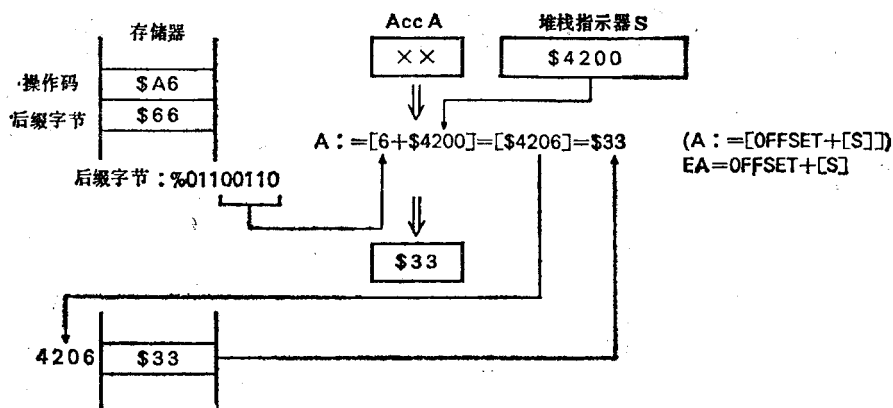 存储器
Acc A
堆栈指示器 S
操作码
$A6
××
$4200
后缀字节
$66
A：=[6+$4200]=[$4206]=$33
(A：=[OFFSET+[S]])
EA=OFFSET+[S]
后缀字节：%01100110
$33
4206
$33